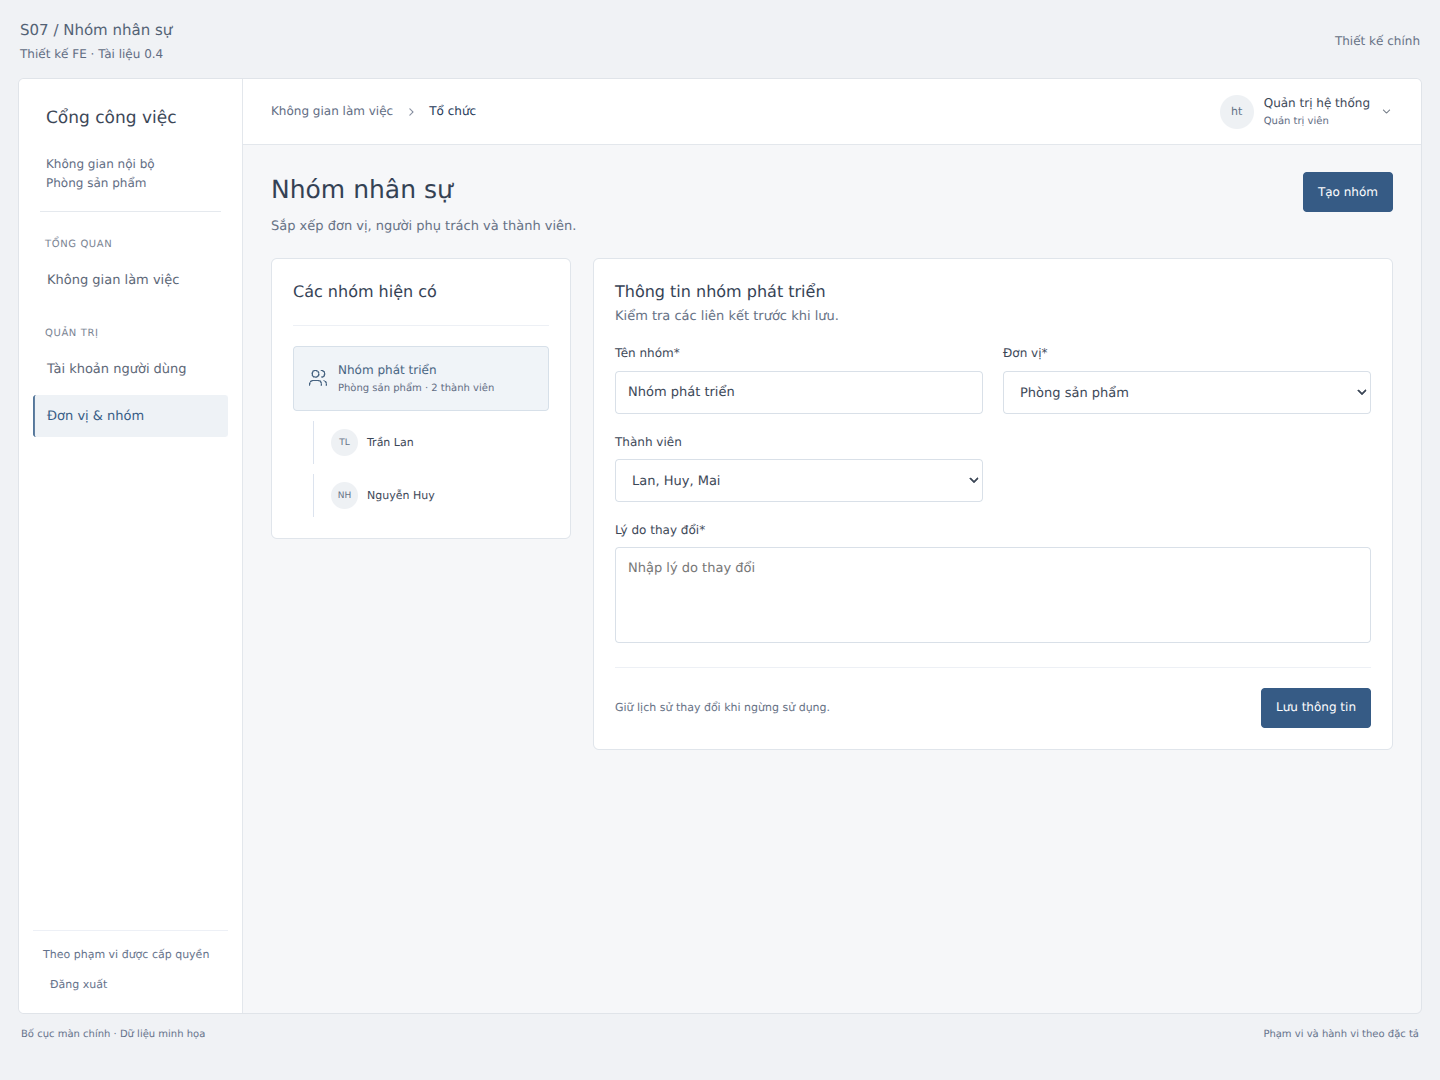 S07 / Nhóm nhân sự
Thiết kế FE · Tài liệu 0.4
Thiết kế chính
Cổng công việc
Không gian nội bộ
Phòng sản phẩm
TỔNG QUAN
Không gian làm việc
QUẢN TRỊ
Tài khoản người dùng
Đơn vị & nhóm
Theo phạm vi được cấp quyền
Đăng xuất
Không gian làm việc
Tổ chức
ht
Quản trị hệ thống
Quản trị viên
Nhóm nhân sự
Sắp xếp đơn vị, người phụ trách và thành viên.
Tạo nhóm
Các nhóm hiện có
Nhóm phát triển
Phòng sản phẩm · 2 thành viên
TL Trần Lan
NH Nguyễn Huy
Thông tin nhóm phát triển
Kiểm tra các liên kết trước khi lưu.
Tên nhóm*
Nhóm phát triển
Đơn vị*
Phòng sản phẩm
Thành viên
Lan, Huy, Mai
Lý do thay đổi*
Nhập lý do thay đổi
Giữ lịch sử thay đổi khi ngừng sử dụng.
Lưu thông tin
Bố cục màn chính · Dữ liệu minh họa
Phạm vi và hành vi theo đặc tả